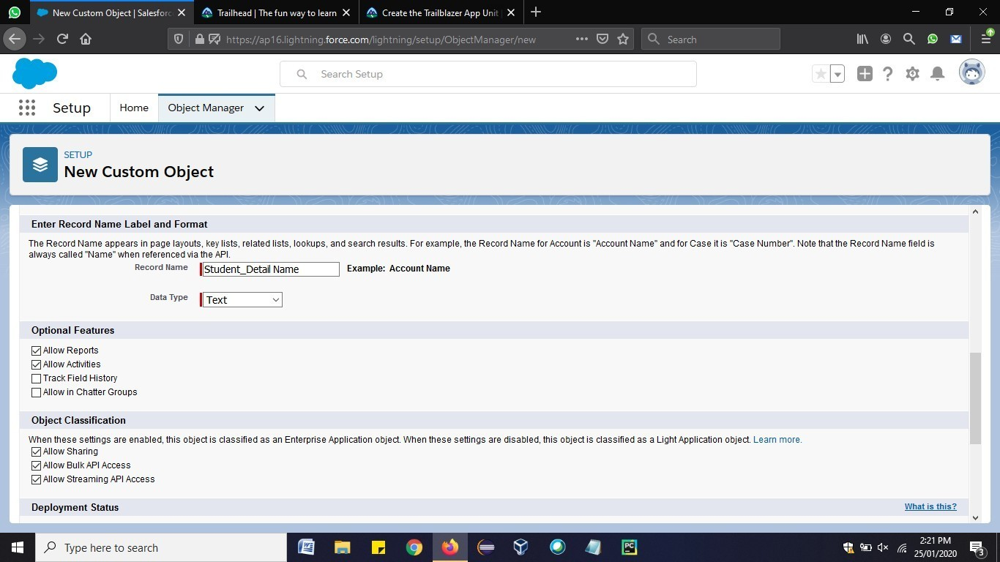 New Custom Object | Salesforc
Trailhead | The fun way to learn
Create the Trailblazer App Unit
https://ap16.lightning.force.com/lightning/setup/ObjectManager/new
Search
Search Setup
Setup
Home
Object Manager
SETUP
New Custom Object
Enter Record Name Label and Format
The Record Name appears in page layouts, key lists, related lists, lookups, and search results. For example, the Record Name for Account is "Account Name" and for Case it is "Case Number". Note that the Record Name field is
always called "Name" when referenced via the API.
Record Name Student_Detail Name Example: Account Name
Data Type Text
Optional Features
Allow Reports
Allow Activities
Track Field History
Allow in Chatter Groups
Object Classification
When these settings are enabled, this object is classified as an Enterprise Application object. When these settings are disabled, this object is classified as a Light Application object. Learn more.
Allow Sharing
Allow Bulk API Access
Allow Streaming API Access
Deployment Status What is this?
Type here to search
PC
2:21 PM
25/01/2020
3